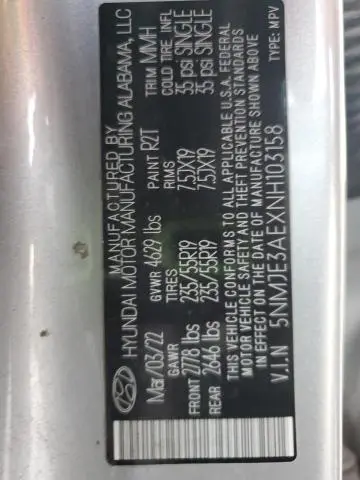 MANUFACTURED BY
HYUNDAI MOTOR MANUFACTURING ALABAMA, LLC
Mar/03/22 GVWR 4629 lbs PAINT R2T TRIM MMH
GAWR TIRES RIMS COLD TIRE INFL
FRONT 2778 lbs 235/55R19 7.5JX19 35 psi SINGLE
REAR 2646 lbs 235/55R19 7.5JX19 35 psi SINGLE
THIS VEHICLE CONFORMS TO ALL APPLICABLE U.S.A. FEDERAL
MOTOR VEHICLE SAFETY AND THEFT PREVENTION STANDARDS
IN EFFECT ON THE DATE OF MANUFACTURE SHOWN ABOVE.
V.I.N 5NMJE3AEXNH103158 TYPE: MPV